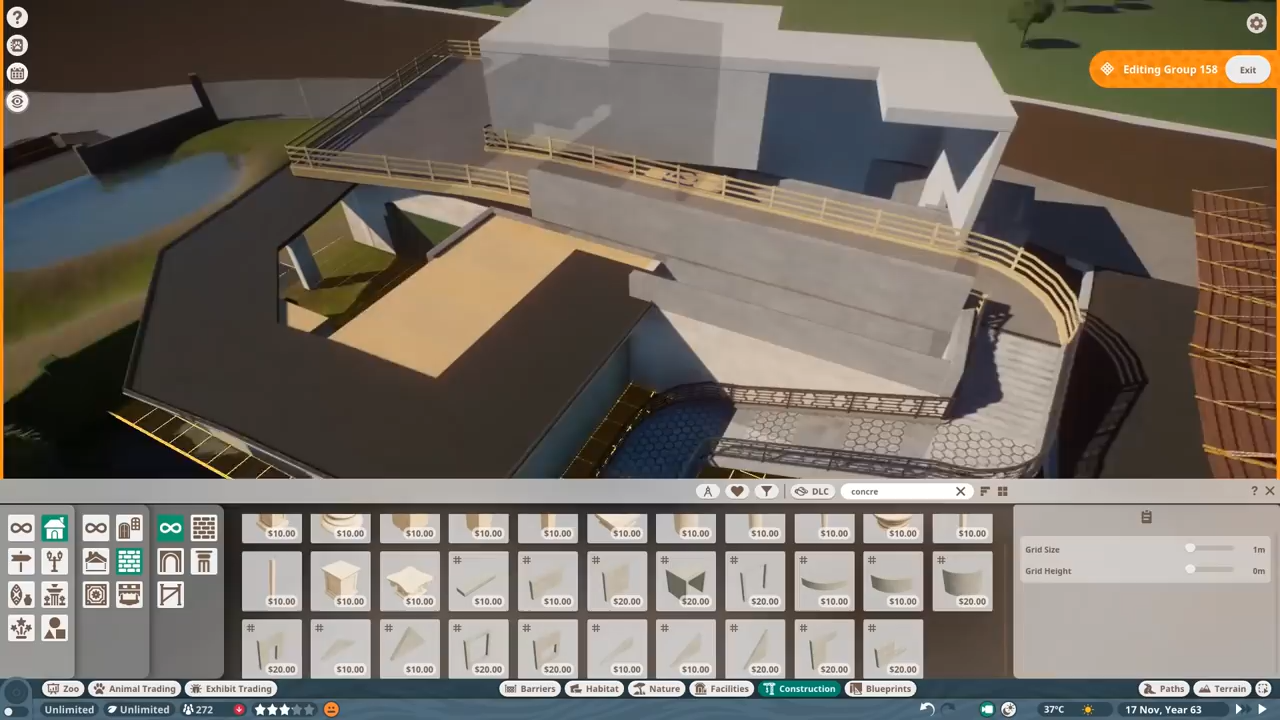 Editing Group 158 Exit
N
DLC concre
$10.00 $10.00 $10.00 $10.00 $10.00 $10.00 $10.00 $10.00 $10.00 $10.00 $10.00
Grid Size 1m
Grid Height 0m
$10.00 $10.00 $10.00 $10.00 $10.00 $20.00 $20.00 $20.00 $10.00 $10.00 $20.00
$20.00 $10.00 $10.00 $20.00 $20.00 $10.00 $10.00 $10.00 $20.00 $20.00
Zoo Animal Trading Exhibit Trading Barriers Habitat Nature Facilities Construction Blueprints Paths Terrain
Unlimited Unlimited 272 37°C 17 Nov, Year 63